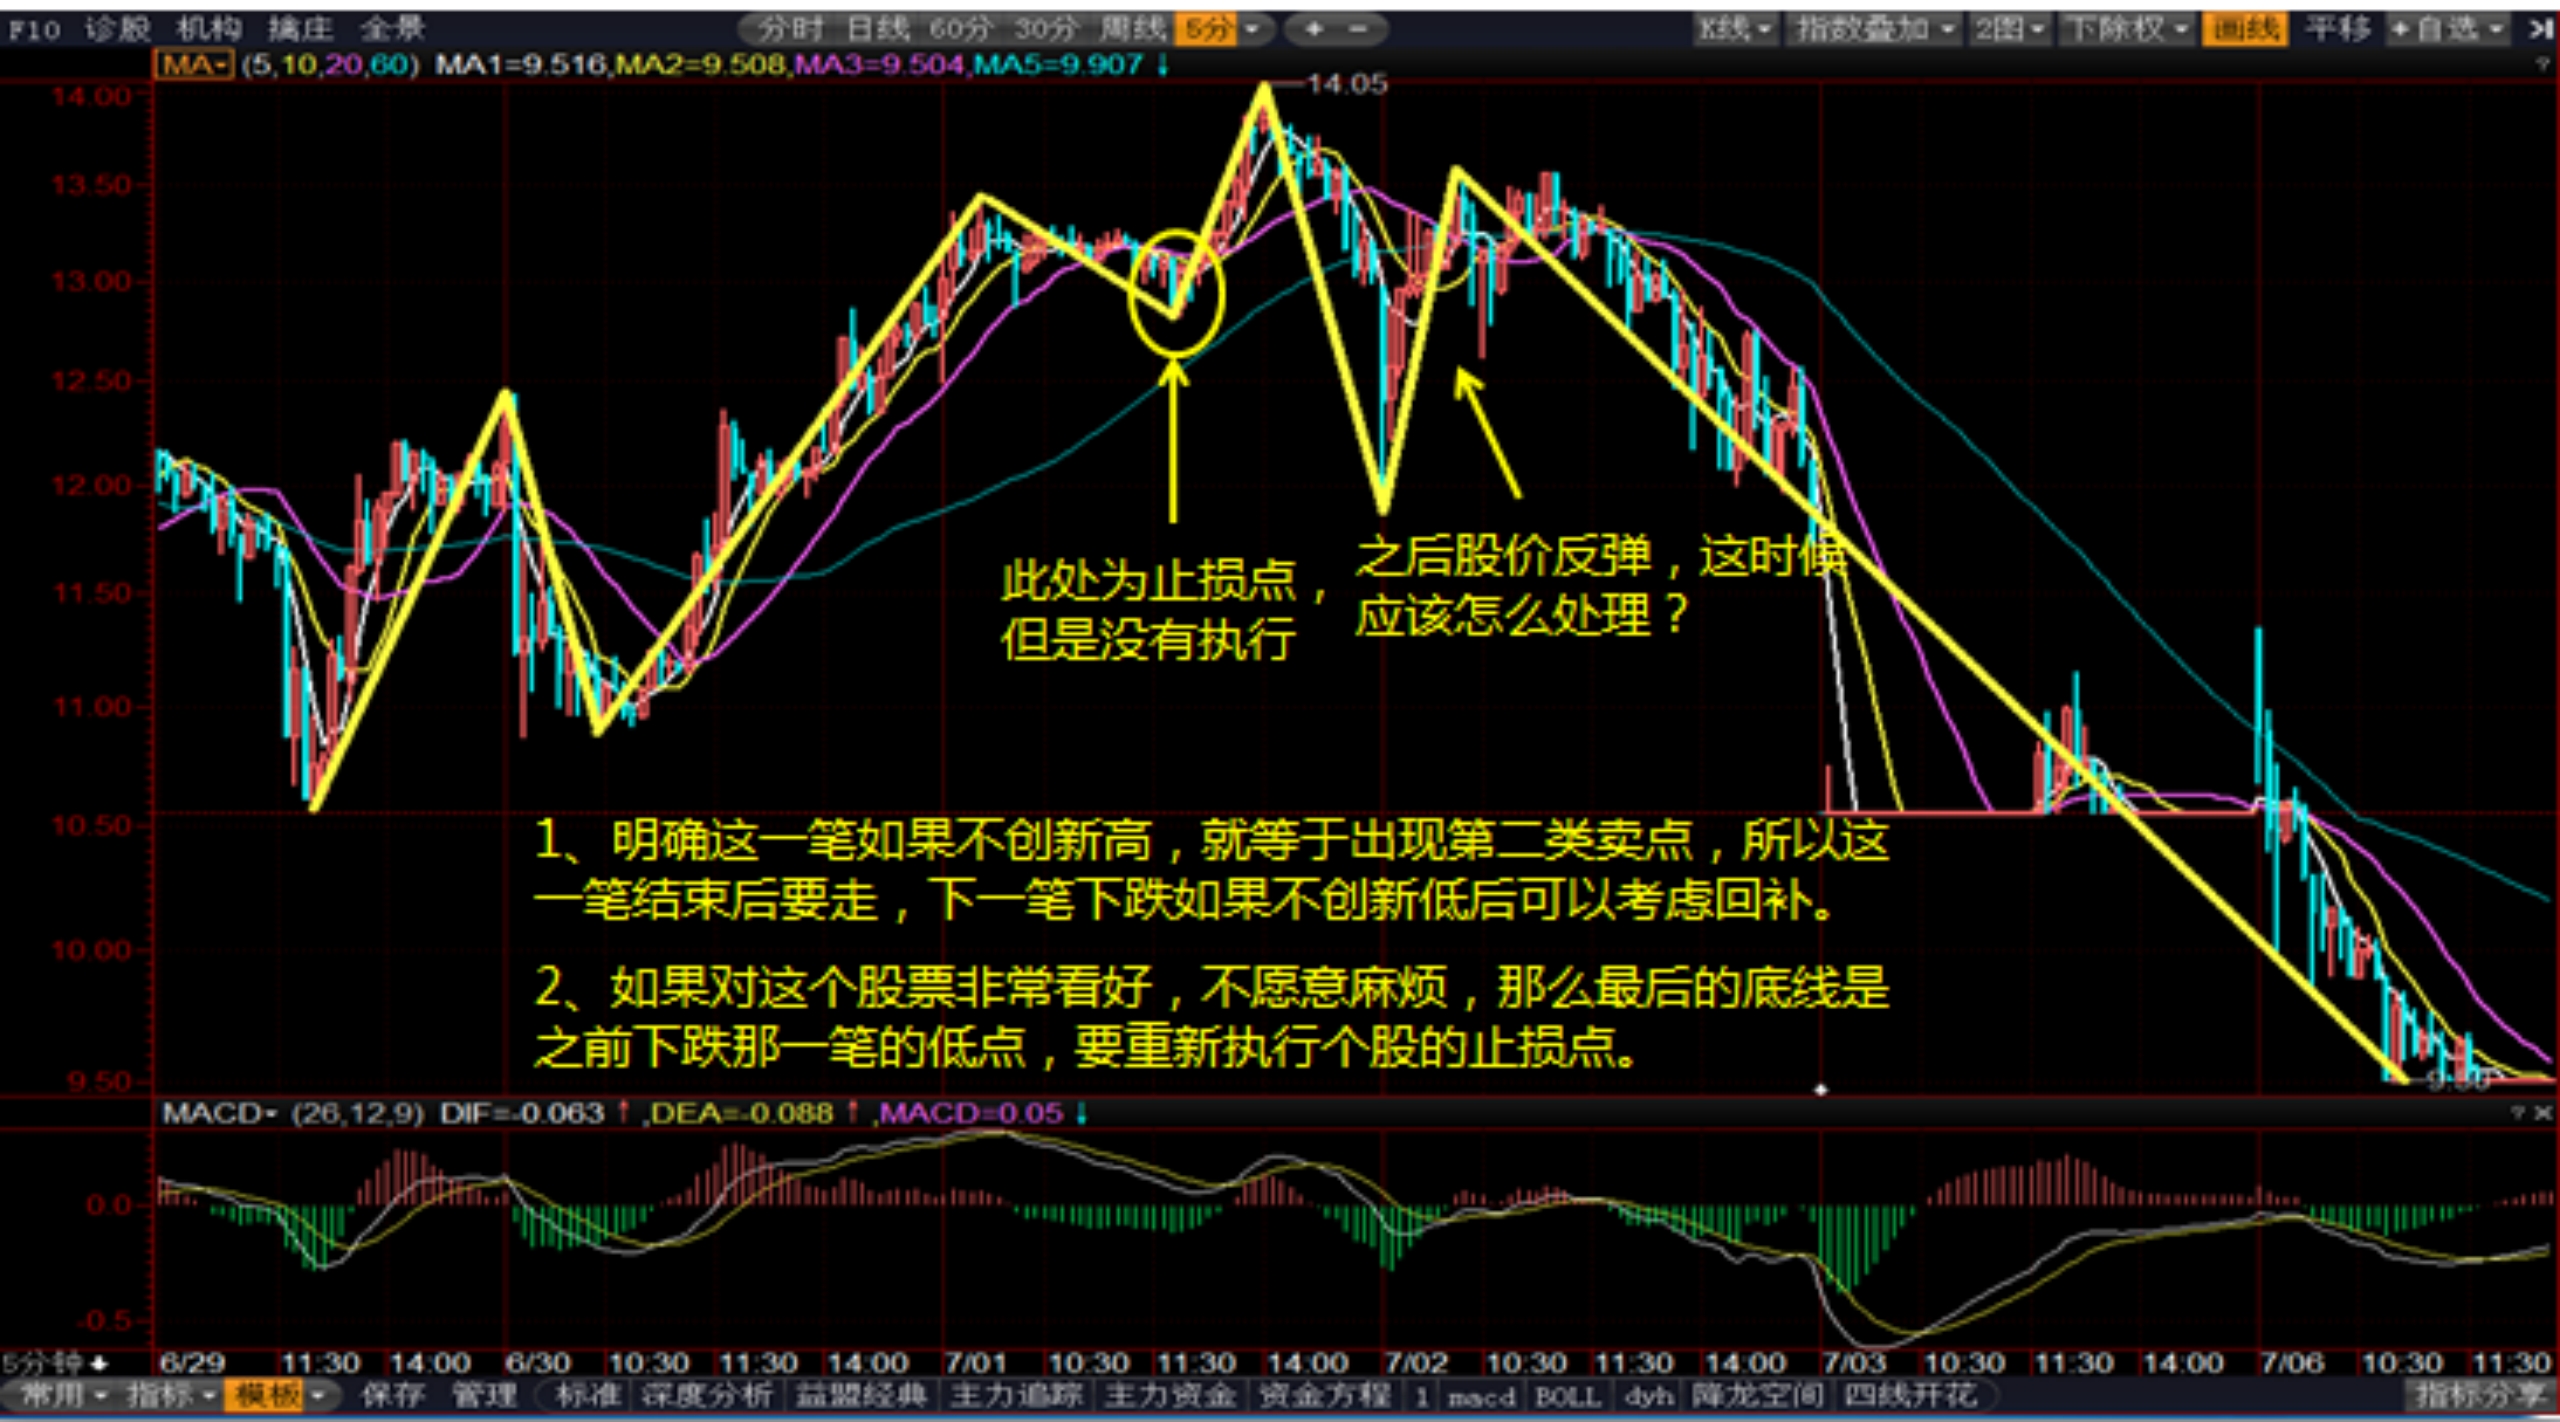 F10 诊股 机构 擒庄 全景 分时 日线 60分 30分 周线 5分 + - K线 指数叠加 2图 下除权 画线 平移 +自选
MA (5,10,20,60) MA1=9.516,MA2=9.508,MA3=9.504,MA5=9.907 ↓ ?
14.05
14.00
13.50
13.00
12.50
12.00
11.50
11.00
10.50
10.00
9.50
此处为止损点，
但是没有执行
之后股价反弹，这时候
应该怎么处理？
1、明确这一笔如果不创新高，就等于出现第二类卖点，所以这
一笔结束后要走，下一笔下跌如果不创新低后可以考虑回补。
2、如果对这个股票非常看好，不愿意麻烦，那么最后的底线是
之前下跌那一笔的低点，要重新执行个股的止损点。
MACD (26,12,9) DIF=-0.063 ↑ ,DEA=-0.088 ↑ ,MACD=0.05 ↓ ? ×
0.0
-0.5
5分钟 6/29 11:30 14:00 6/30 10:30 11:30 14:00 7/01 10:30 11:30 14:00 7/02 10:30 11:30 14:00 7/03 10:30 11:30 14:00 7/06 10:30 11:30
常用 指标 模板 保存 管理 标准 深度分析 益盟经典 主力追踪 主力资金 资金方程 1 macd BOLL dyh 降龙空间 四线开花 指标分享